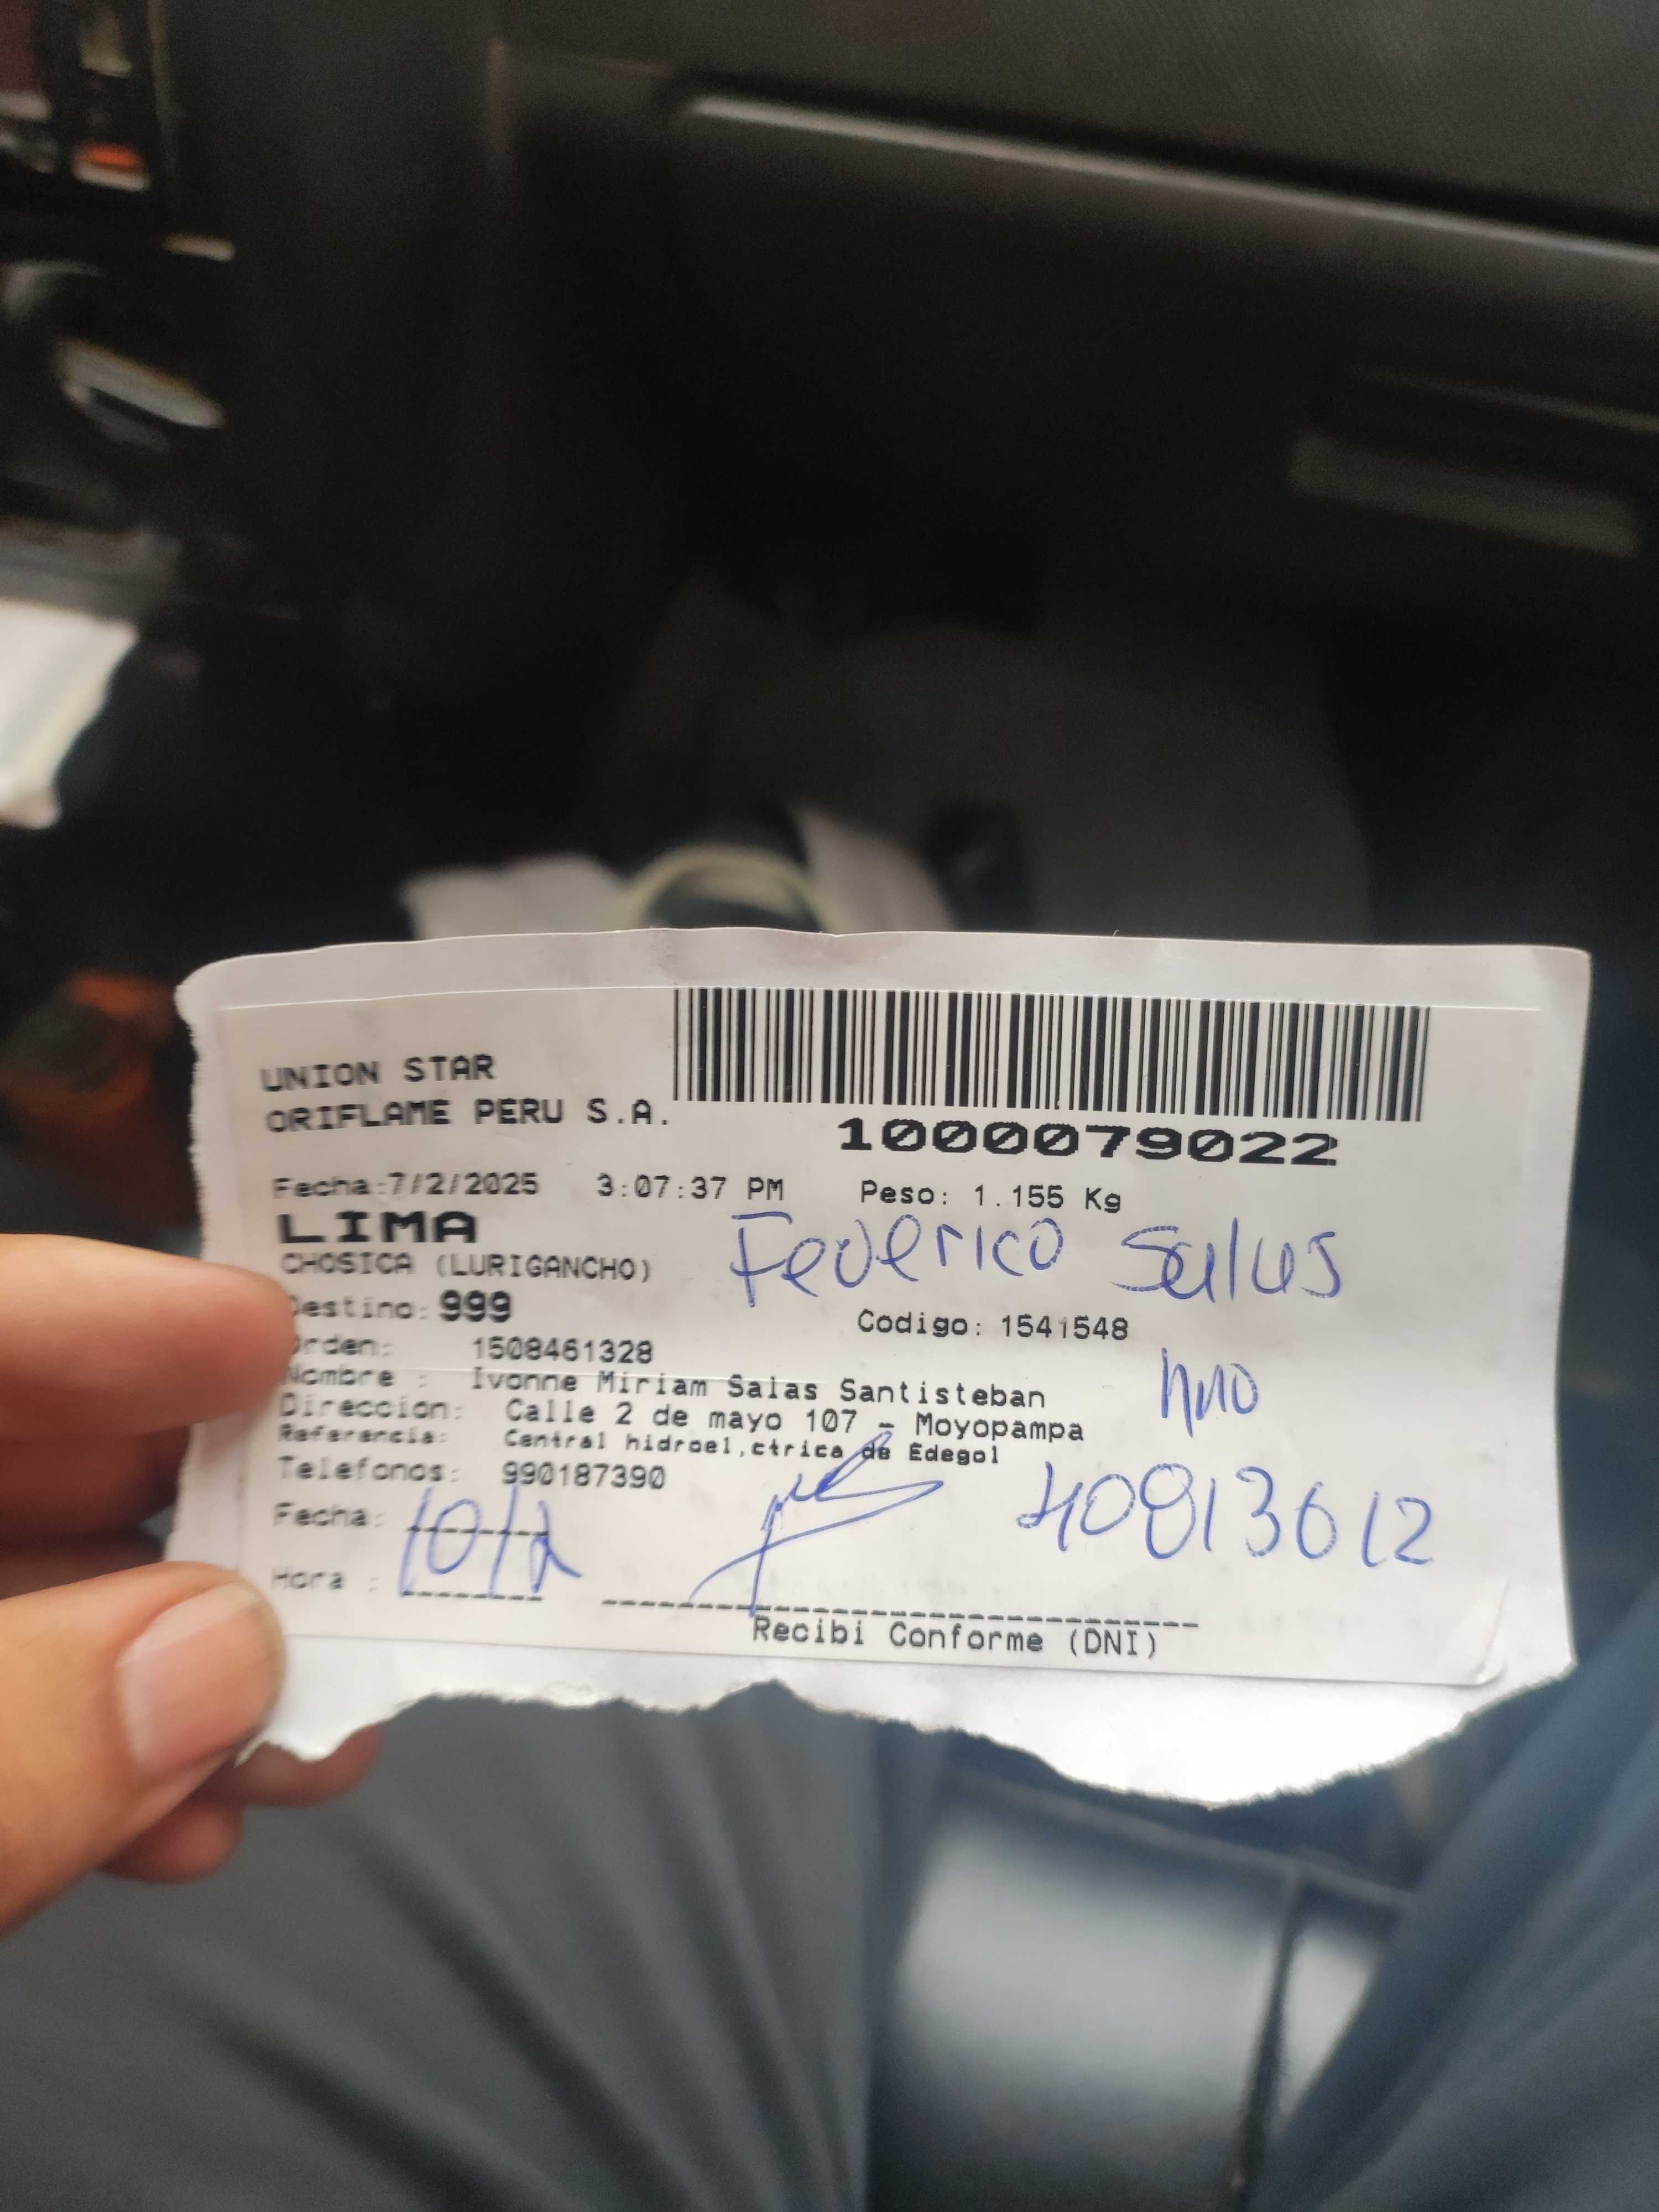 UNION STAR
ORIFLAME PERU S.A.
1000079022
Fecha:7/2/2025 3:07:37 PM Peso: 1.155 Kg
LIMA
Federico Salas
CHOSICA (LURIGANCHO)
Destino: 999
Codigo: 1541548
Orden: 1508461328
Nombre : Ivonne Miriam Salas Santisteban
hno
Direccion: Calle 2 de mayo 107 - Moyopampa
Referencia: Central hidroel,ctrica de Edegol
Telefonos: 990187390
40813612
Fecha: 10/2
Hora :
Recibi Conforme (DNI)